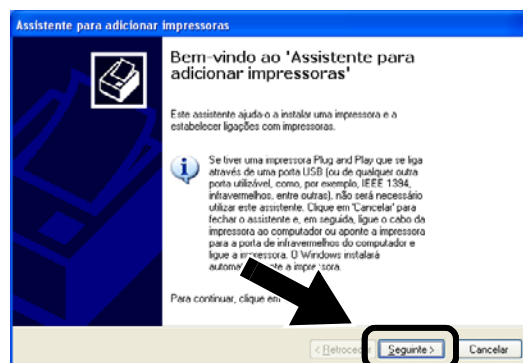 Assistente para adicionar impressoras
Bem-vindo ao 'Assistente para
adicionar impressoras'
Este assistente ajuda-o a instalar uma impressora e a
estabelecer ligações com impressoras.
Se tiver uma impressora Plug and Play que se liga
através de uma porta USB (ou de qualquer outra
porta utilizável, como, por exemplo, IEEE 1394,
infravermelhos, entre outras), não será necessário
utilizar este assistente. Clique em 'Cancelar' para
fechar o assistente e, em seguida, ligue o cabo da
impressora ao computador ou aponte a impressora
para a porta de infravermelhos do computador e
ligue a impressora. O Windows instalará
a impressora.
Para continuar, clique em
< Retroceder
Seguinte >
Cancelar